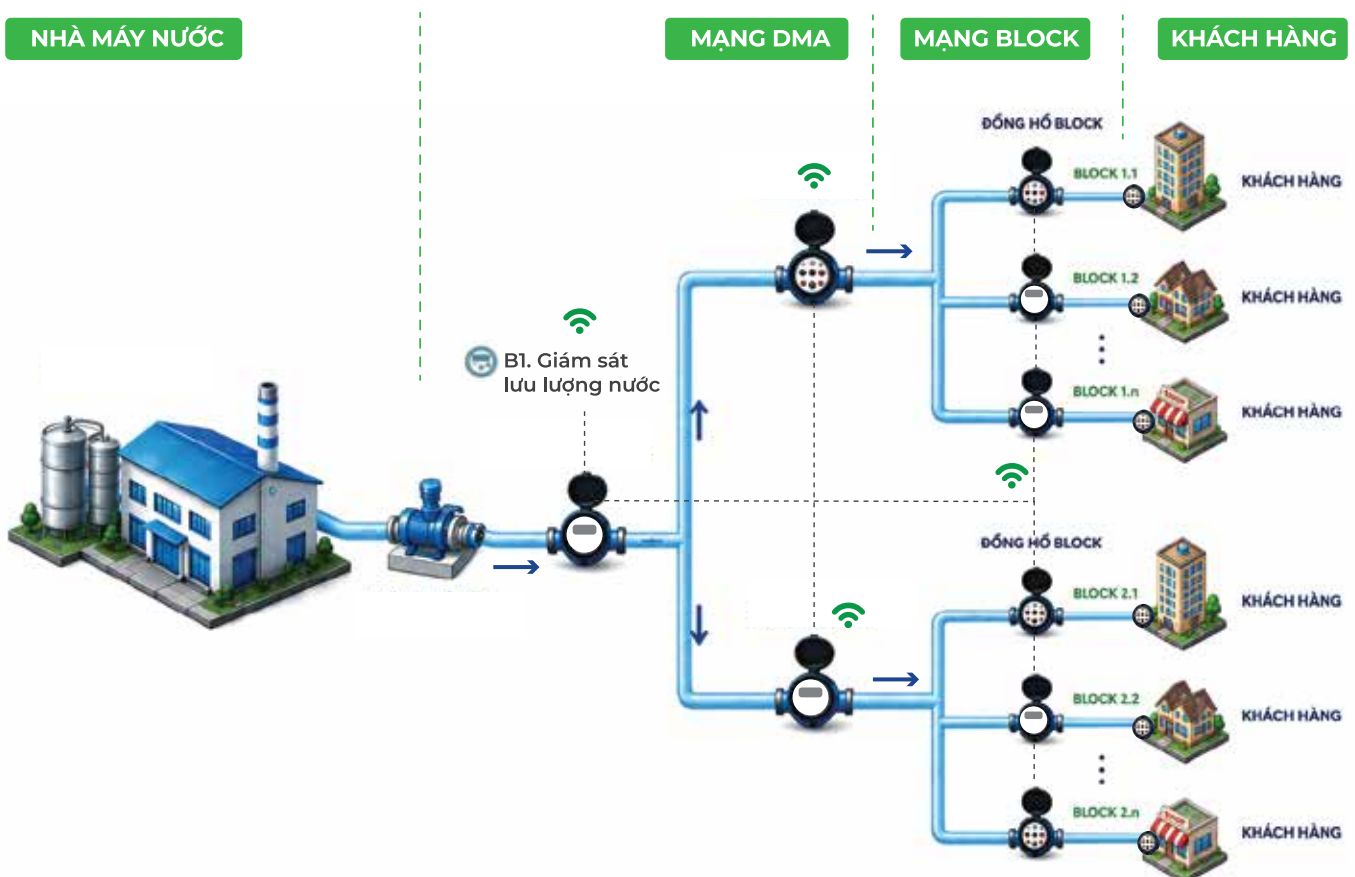 NHÀ MÁY NƯỚC
MẠNG DMA
MẠNG BLOCK
KHÁCH HÀNG
ĐỒNG HỒ BLOCK
BLOCK 1.1
KHÁCH HÀNG
BLOCK 1.2
KHÁCH HÀNG
B1. Giám sát
lưu lượng nước
BLOCK 1.n
KHÁCH HÀNG
ĐỒNG HỒ BLOCK
BLOCK 2.1
KHÁCH HÀNG
BLOCK 2.2
KHÁCH HÀNG
BLOCK 2.n
KHÁCH HÀNG